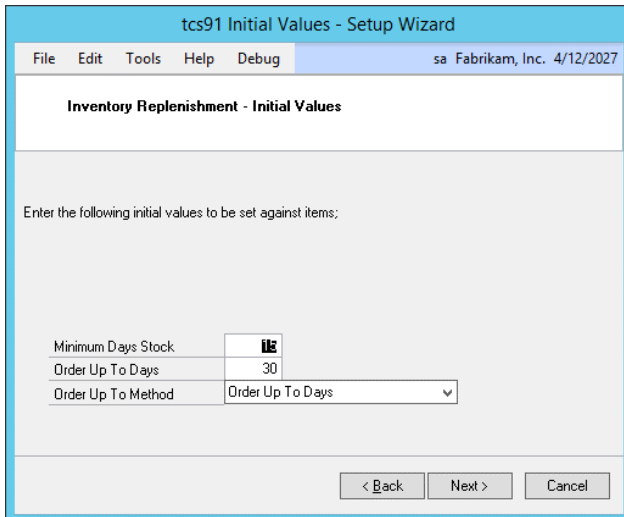 tcs91 Initial Values - Setup Wizard
File Edit Tools Help Debug sa Fabrikam, Inc. 4/12/2027
Inventory Replenishment - Initial Values
Enter the following initial values to be set against items;
Minimum Days Stock
Order Up To Days 30
Order Up To Method Order Up To Days
< Back Next > Cancel